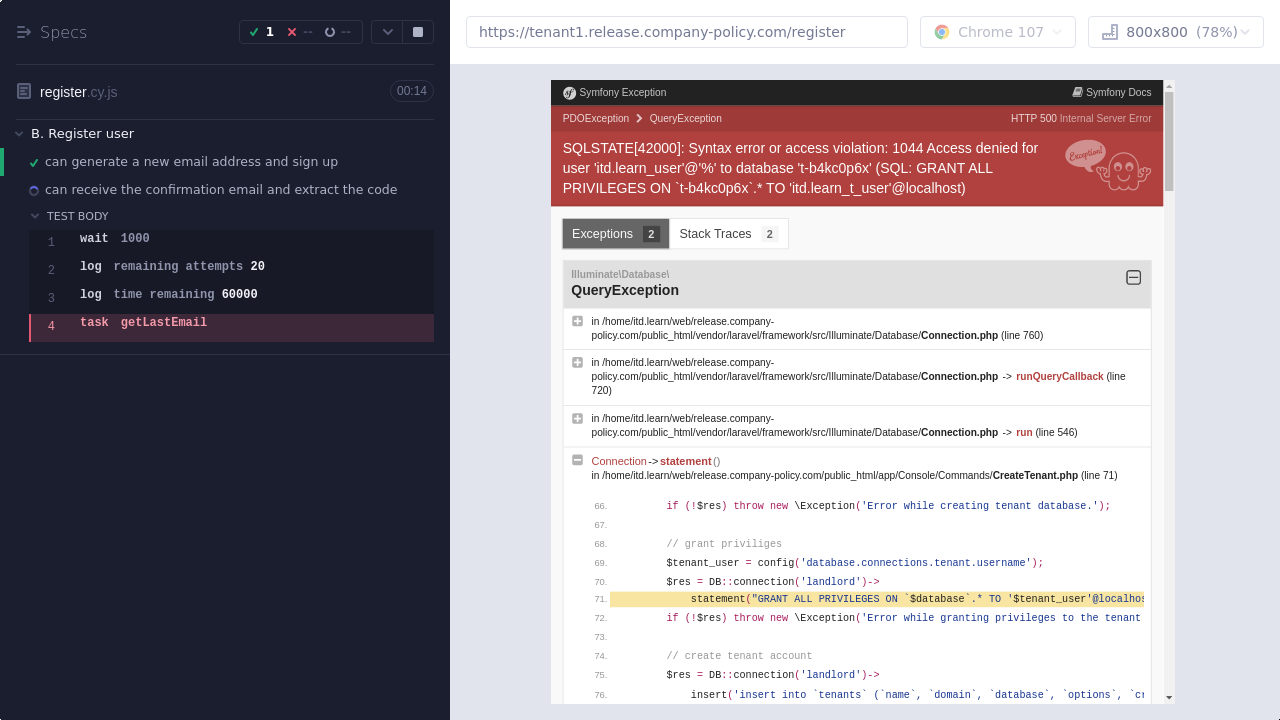 Specs
1 -- --
https://tenant1.release.company-policy.com/register
Chrome 107
800x800 (78%)
register.cy.js
00:14
B. Register user
can generate a new email address and sign up
can receive the confirmation email and extract the code
TEST BODY
1 wait 1000
2 log remaining attempts 20
3 log time remaining 60000
4 task getLastEmail
Symfony Exception
Symfony Docs
PDOException QueryException
HTTP 500 Internal Server Error
SQLSTATE[42000]: Syntax error or access violation: 1044 Access denied for
user 'itd.learn_user'@'%' to database 't-b4kc0p6x' (SQL: GRANT ALL
PRIVILEGES ON `t-b4kc0p6x`.* TO 'itd.learn_t_user'@localhost)
Exception!
Exceptions 2 Stack Traces 2
Illuminate\Database\
QueryException
in /home/itd.learn/web/release.company-
policy.com/public_html/vendor/laravel/framework/src/Illuminate/Database/Connection.php (line 760)
in /home/itd.learn/web/release.company-
policy.com/public_html/vendor/laravel/framework/src/Illuminate/Database/Connection.php -> runQueryCallback (line
720)
in /home/itd.learn/web/release.company-
policy.com/public_html/vendor/laravel/framework/src/Illuminate/Database/Connection.php -> run (line 546)
Connection->statement()
in /home/itd.learn/web/release.company-policy.com/public_html/app/Console/Commands/CreateTenant.php (line 71)
66. if (!$res) throw new \Exception('Error while creating tenant database.');
67.
68. // grant priviliges
69. $tenant_user = config('database.connections.tenant.username');
70. $res = DB::connection('landlord')->
71. statement("GRANT ALL PRIVILEGES ON `$database`.* TO '$tenant_user'@localhos
72. if (!$res) throw new \Exception('Error while granting privileges to the tenant
73.
74. // create tenant account
75. $res = DB::connection('landlord')->
76. insert('insert into `tenants` (`name`, `domain`, `database`, `options`, `cr